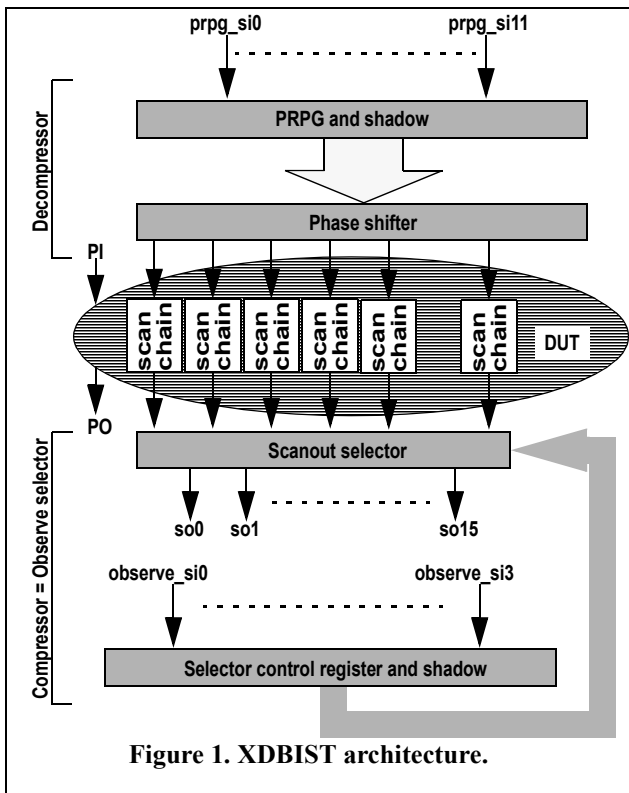 prpg_si0
prpg_si11
Decompressor
PRPG and shadow
Phase shifter
PI
scan chain
scan chain
scan chain
scan chain
scan chain
scan chain
DUT
PO
Compressor = Observe selector
Scanout selector
so0
so1
so15
observe_si0
observe_si3
Selector control register and shadow
Figure 1. XDBIST architecture.